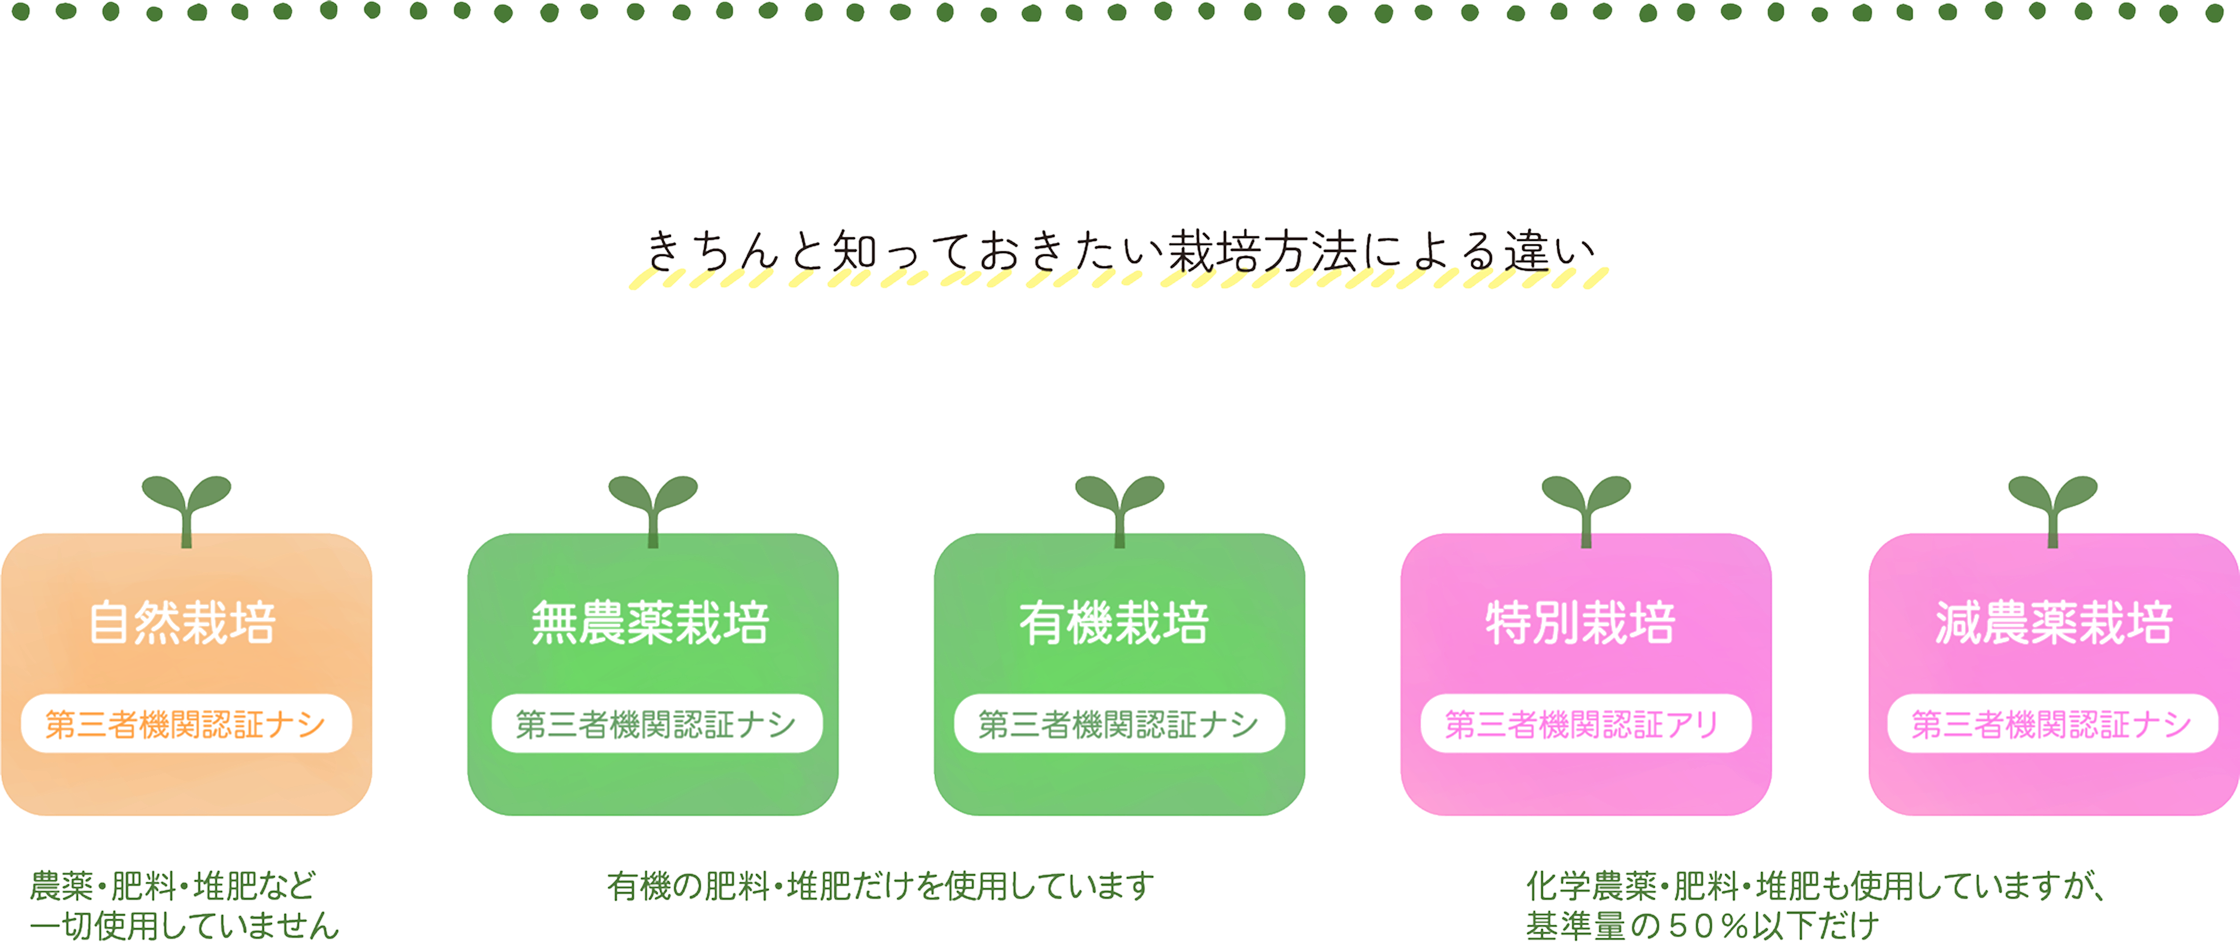 きちんと知っておきたい栽培方法による違い
自然栽培
第三者機関認証ナシ
無農薬栽培
第三者機関認証ナシ
有機栽培
第三者機関認証ナシ
特別栽培
第三者機関認証アリ
減農薬栽培
第三者機関認証ナシ
農薬・肥料・堆肥など
一切使用していません
有機の肥料・堆肥だけを使用しています
化学農薬・肥料・堆肥も使用していますが、
基準量の５０％以下だけ